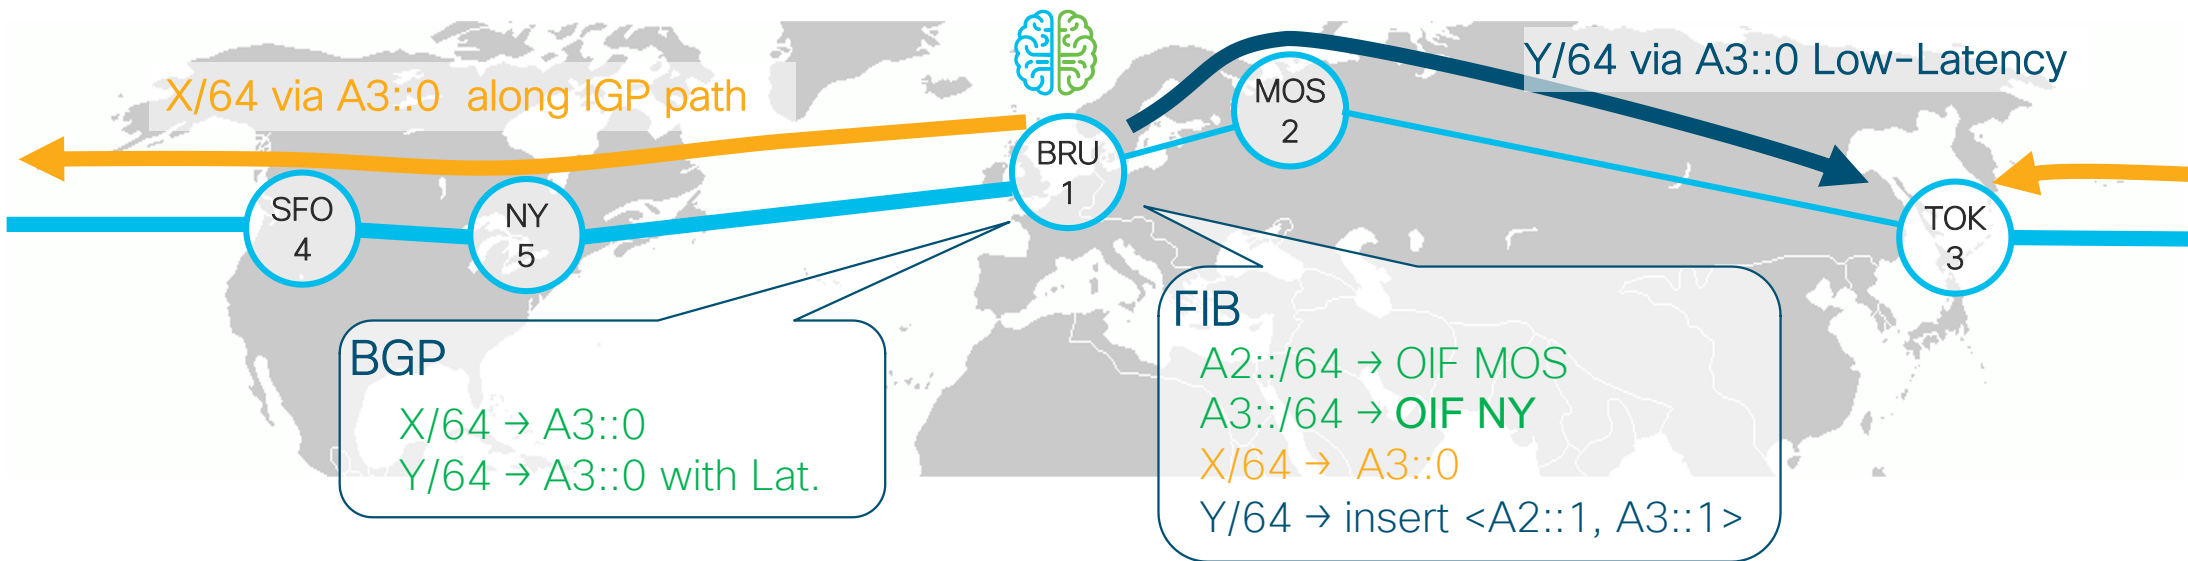 X/64 via A3::0 along IGP path
Y/64 via A3::0 Low-Latency
MOS
2
BRU
1
SFO
4
NY
5
TOK
3
BGP
X/64 → A3::0
Y/64 → A3::0 with Lat.
FIB
A2::/64 → OIF MOS
A3::/64 → OIF NY
X/64 → A3::0
Y/64 → insert <A2::1, A3::1>